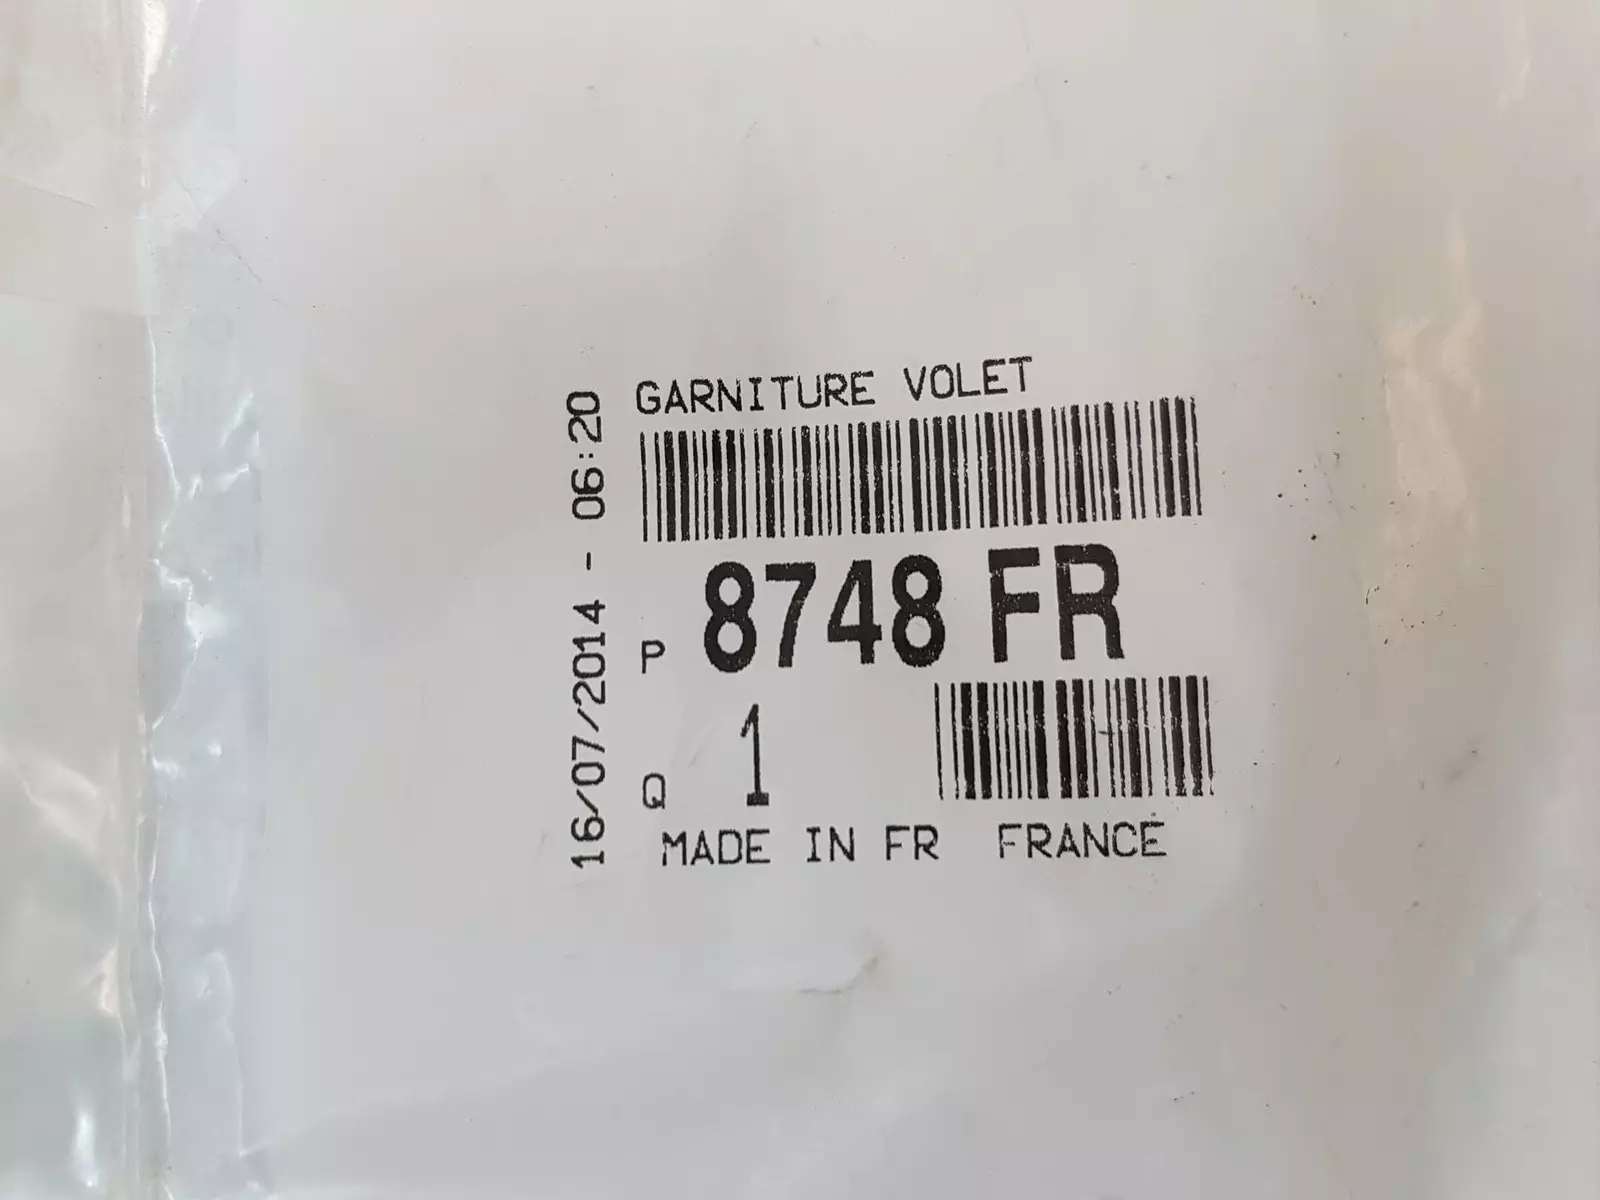 GARNITURE VOLET
16/07/2014 - 06:20
P 8748 FR
Q 1
MADE IN FR FRANCE